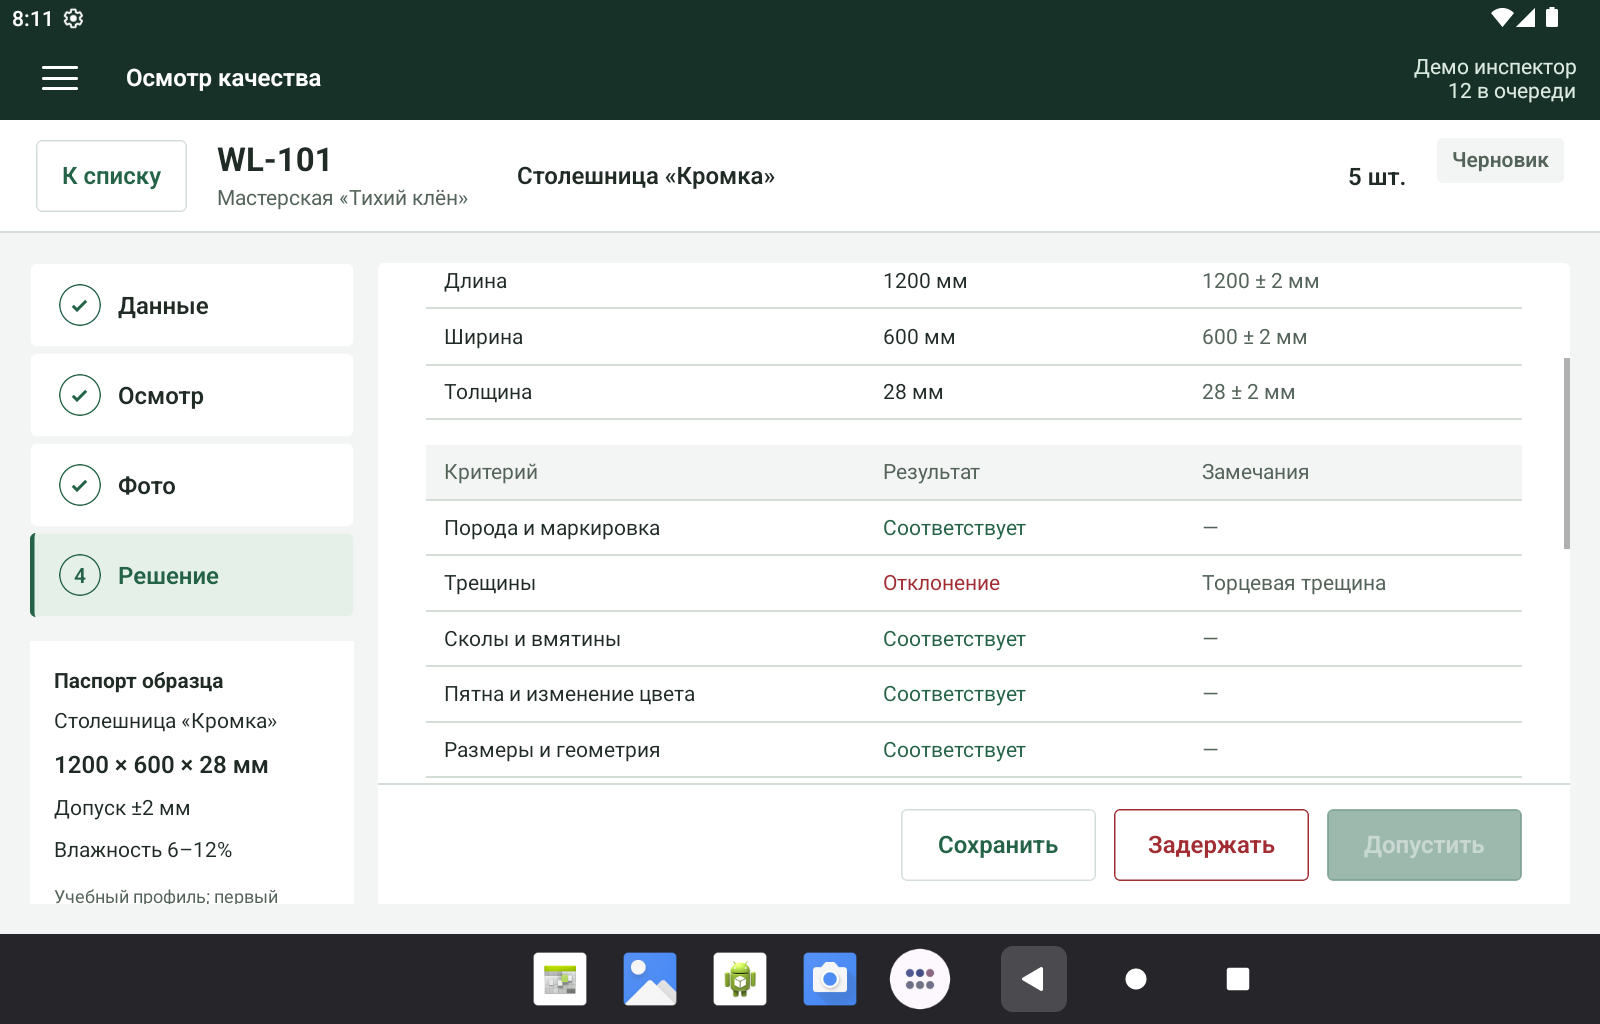 8:11
Осмотр качества
Демо инспектор
12 в очереди
К списку
WL-101
Мастерская «Тихий клён»
Столешница «Кромка»
5 шт.
Черновик
Данные
Осмотр
Фото
4 Решение
Паспорт образца
Столешница «Кромка»
1200 × 600 × 28 мм
Допуск ±2 мм
Влажность 6–12%
Учебный профиль; первый
Длина 1200 мм 1200 ± 2 мм
Ширина 600 мм 600 ± 2 мм
Толщина 28 мм 28 ± 2 мм
Критерий Результат Замечания
Порода и маркировка Соответствует —
Трещины Отклонение Торцевая трещина
Сколы и вмятины Соответствует —
Пятна и изменение цвета Соответствует —
Размеры и геометрия Соответствует —
Сохранить Задержать Допустить